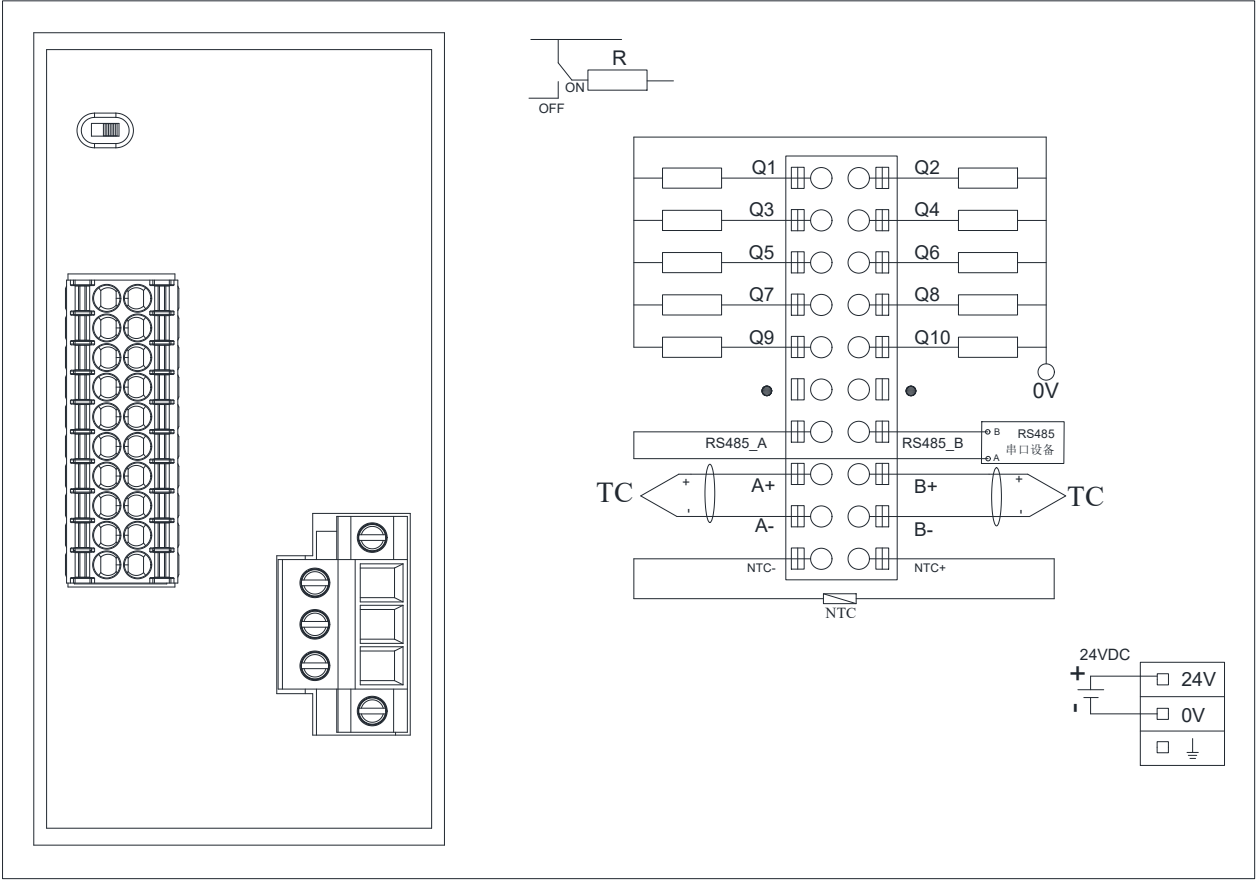 R
ON
OFF
Q1 Q2
Q3 Q4
Q5 Q6
Q7 Q8
Q9 Q10
0V
RS485_A RS485_B
B RS485
串口设备
A
TC + A+ B+ + TC
- A- B- -
NTC- NTC+
NTC
24VDC
+ 24V
- 0V